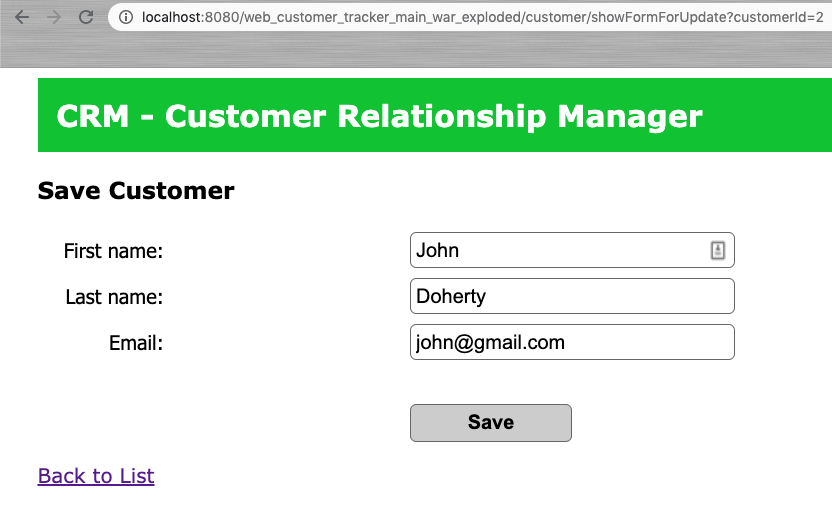 localhost:8080/web_customer_tracker_main_war_exploded/customer/showFormForUpdate?customerId=2
CRM - Customer Relationship Manager
Save Customer
First name: John
Last name: Doherty
Email: john@gmail.com
Save
Back to List